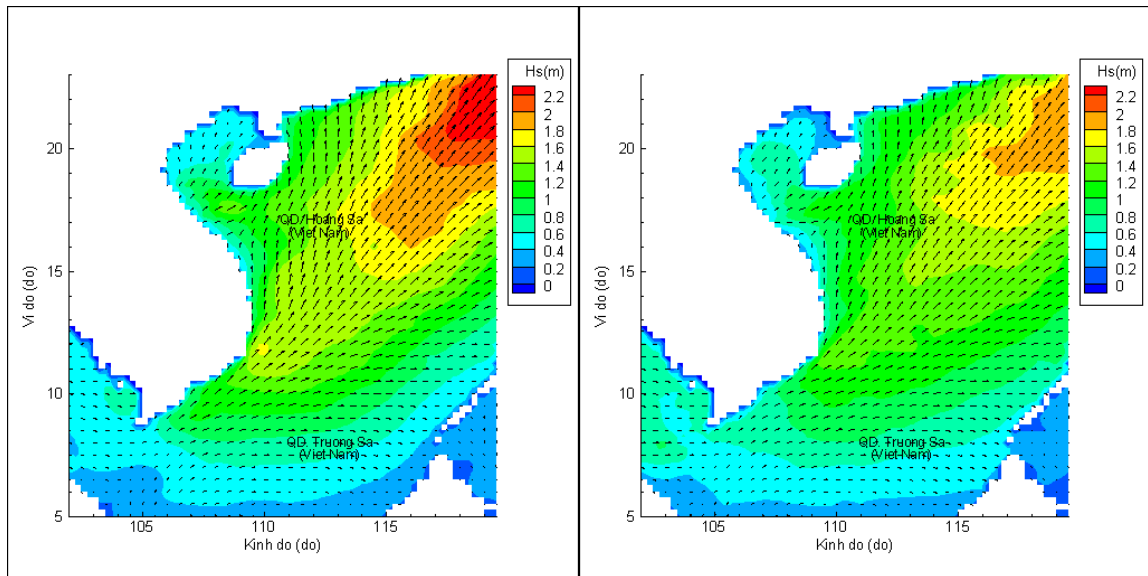 Hs(m)
2.2
2
1.8
1.6
1.4
1.2
1
0.8
0.6
0.4
0.2
0
Vi do (do)
20
15
10
5
QD. Hoang Sa
(Viet Nam)
QD. Truong Sa
(Viet Nam)
105
110
115
Kinh do (do)
Hs(m)
2.2
2
1.8
1.6
1.4
1.2
1
0.8
0.6
0.4
0.2
0
Vi do (do)
20
15
10
5
QD. Hoang Sa
(Viet Nam)
QD. Truong Sa
(Viet Nam)
105
110
115
Kinh do (do)